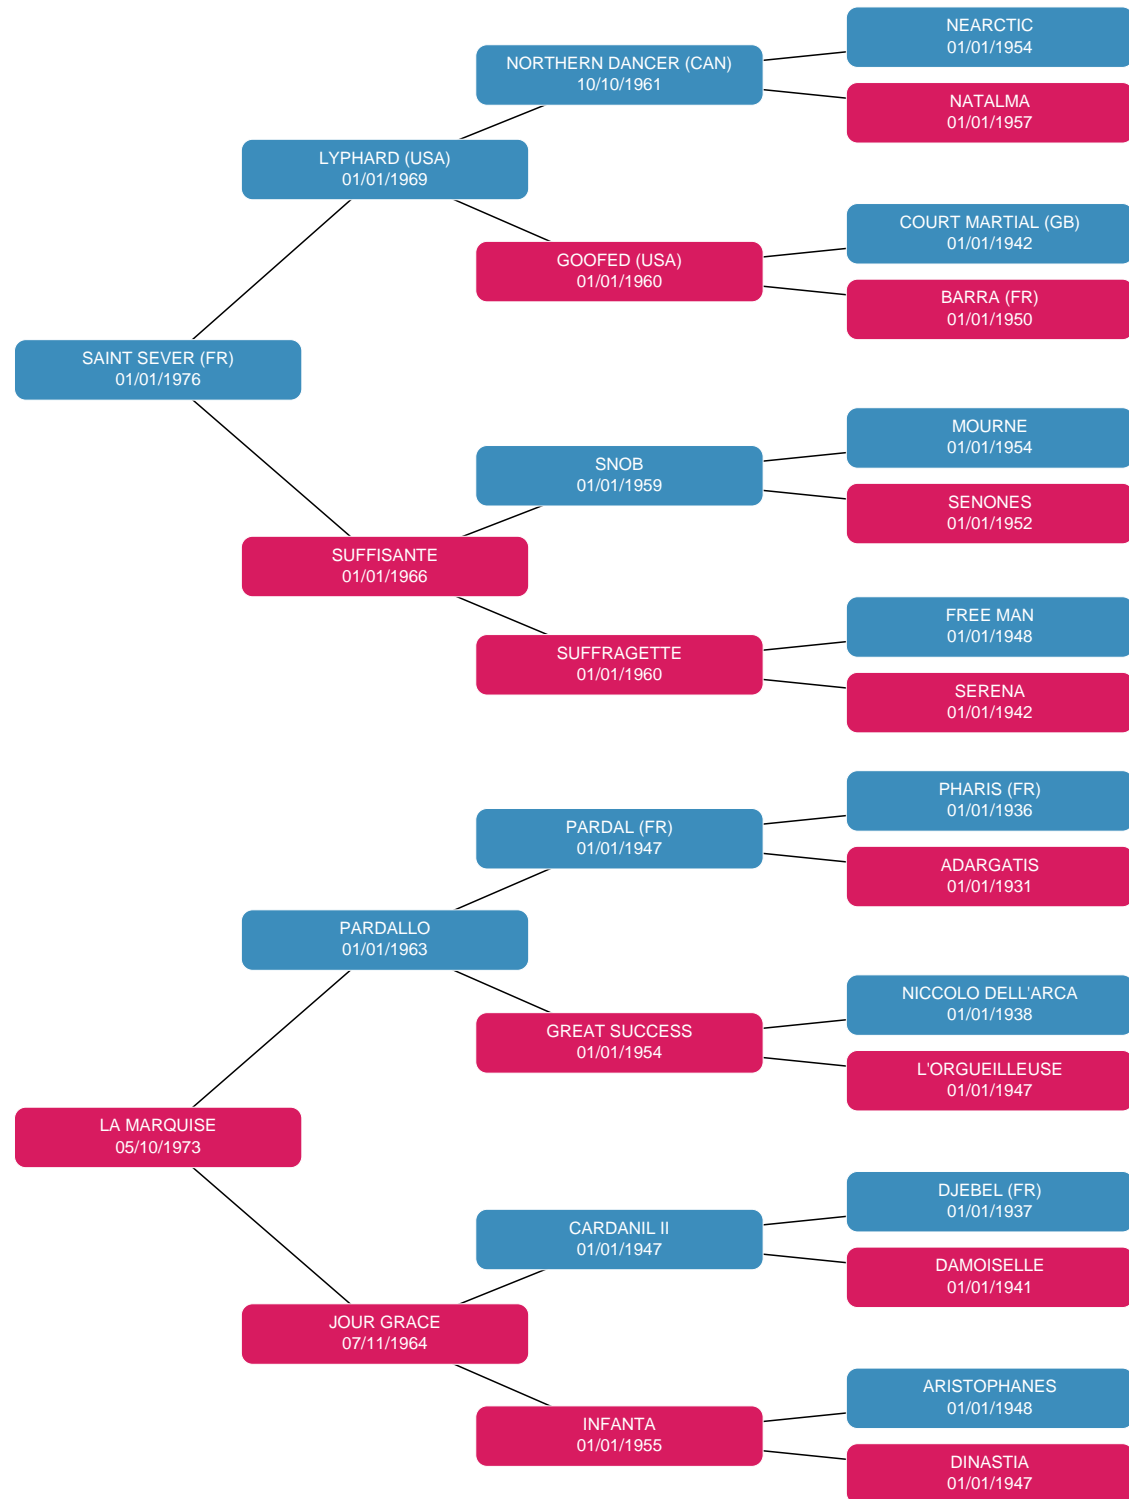 NEARCTIC
01/01/1954
NORTHERN DANCER (CAN)
10/10/1961
NATALMA
01/01/1957
LYPHARD (USA)
01/01/1969
COURT MARTIAL (GB)
01/01/1942
GOOFED (USA)
01/01/1960
BARRA (FR)
01/01/1950
SAINT SEVER (FR)
01/01/1976
MOURNE
01/01/1954
SNOB
01/01/1959
SENONES
01/01/1952
SUFFISANTE
01/01/1966
FREE MAN
01/01/1948
SUFFRAGETTE
01/01/1960
SERENA
01/01/1942
PHARIS (FR)
01/01/1936
PARDAL (FR)
01/01/1947
ADARGATIS
01/01/1931
PARDALLO
01/01/1963
NICCOLO DELL'ARCA
01/01/1938
GREAT SUCCESS
01/01/1954
L'ORGUEILLEUSE
01/01/1947
LA MARQUISE
05/10/1973
DJEBEL (FR)
01/01/1937
CARDANIL II
01/01/1947
DAMOISELLE
01/01/1941
JOUR GRACE
07/11/1964
ARISTOPHANES
01/01/1948
INFANTA
01/01/1955
DINASTIA
01/01/1947